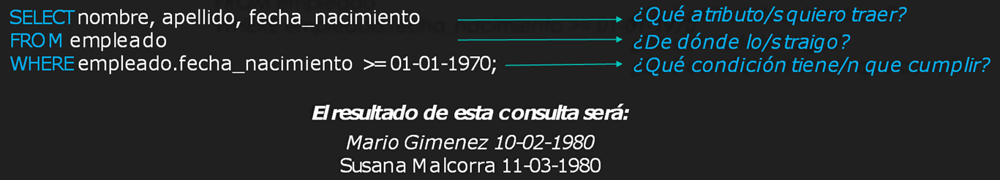 SELECT nombre, apellido, fecha_nacimiento
¿Qué atributo/s quiero traer?
FROM empleado
¿De dónde lo/s traigo?
WHERE empleado.fecha_nacimiento >= 01-01-1970;
¿Qué condición tiene/n que cumplir?
El resultado de esta consulta será:
Mario Gimenez 10-02-1980
Susana Malcorra 11-03-1980